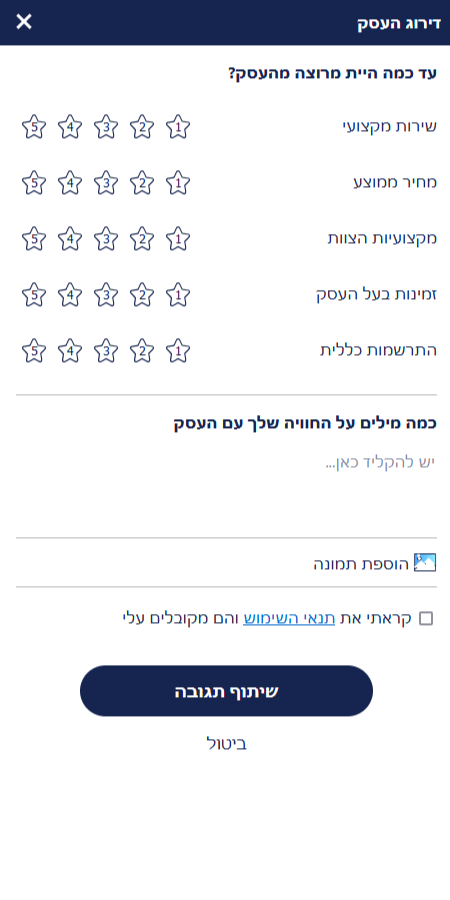 דירוג העסק ×
עד כמה היית מרוצה מהעסק?
שירות מקצועי 1 2 3 4 5
מחיר ממוצע 1 2 3 4 5
מקצועיות הצוות 1 2 3 4 5
זמינות בעל העסק 1 2 3 4 5
התרשמות כללית 1 2 3 4 5
כמה מילים על החוויה שלך עם העסק
יש להקליד כאן...
הוספת תמונה
קראתי את תנאי השימוש והם מקובלים עלי
שיתוף תגובה
ביטול